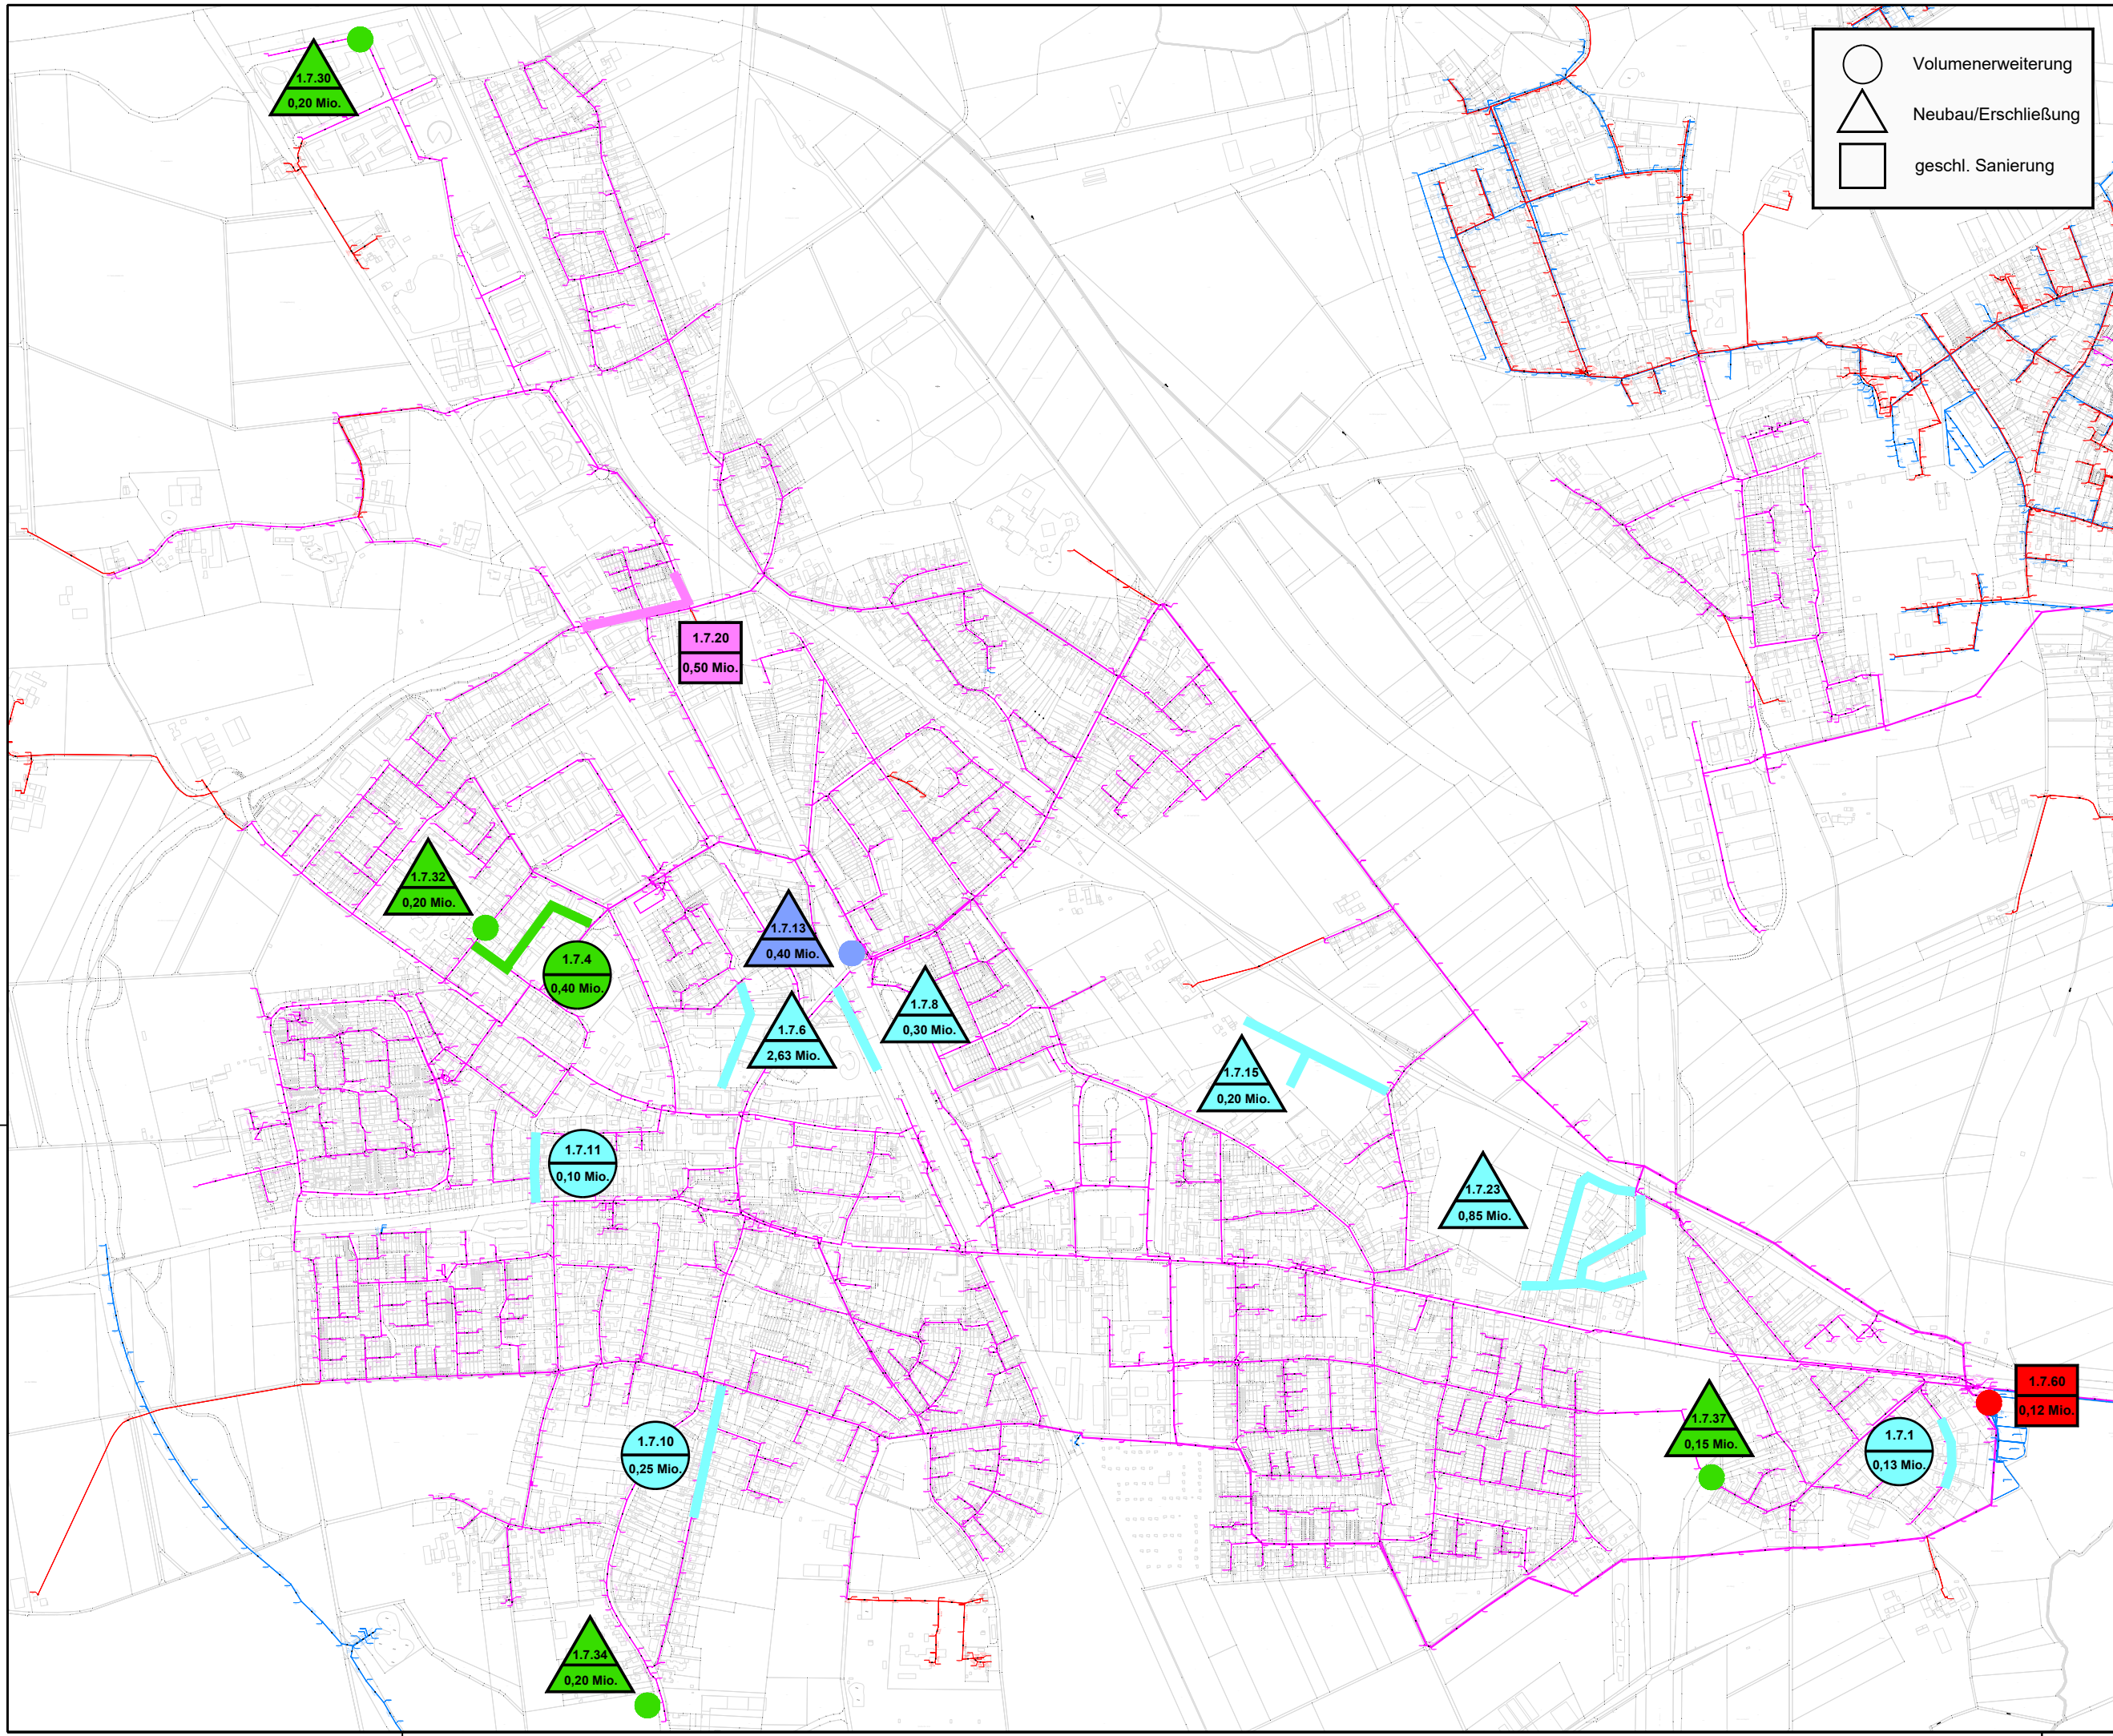 Volumenerweiterung
Neubau/Erschließung
geschl. Sanierung
1.7.30
0,20 Mio.
1.7.20
0,50 Mio.
1.7.32
0,20 Mio.
1.7.4
0,40 Mio.
1.7.13
0,40 Mio.
1.7.6
2,63 Mio.
1.7.8
0,30 Mio.
1.7.15
0,20 Mio.
1.7.11
0,10 Mio.
1.7.23
0,85 Mio.
1.7.60
0,12 Mio.
1.7.37
0,15 Mio.
1.7.1
0,13 Mio.
1.7.10
0,25 Mio.
1.7.34
0,20 Mio.